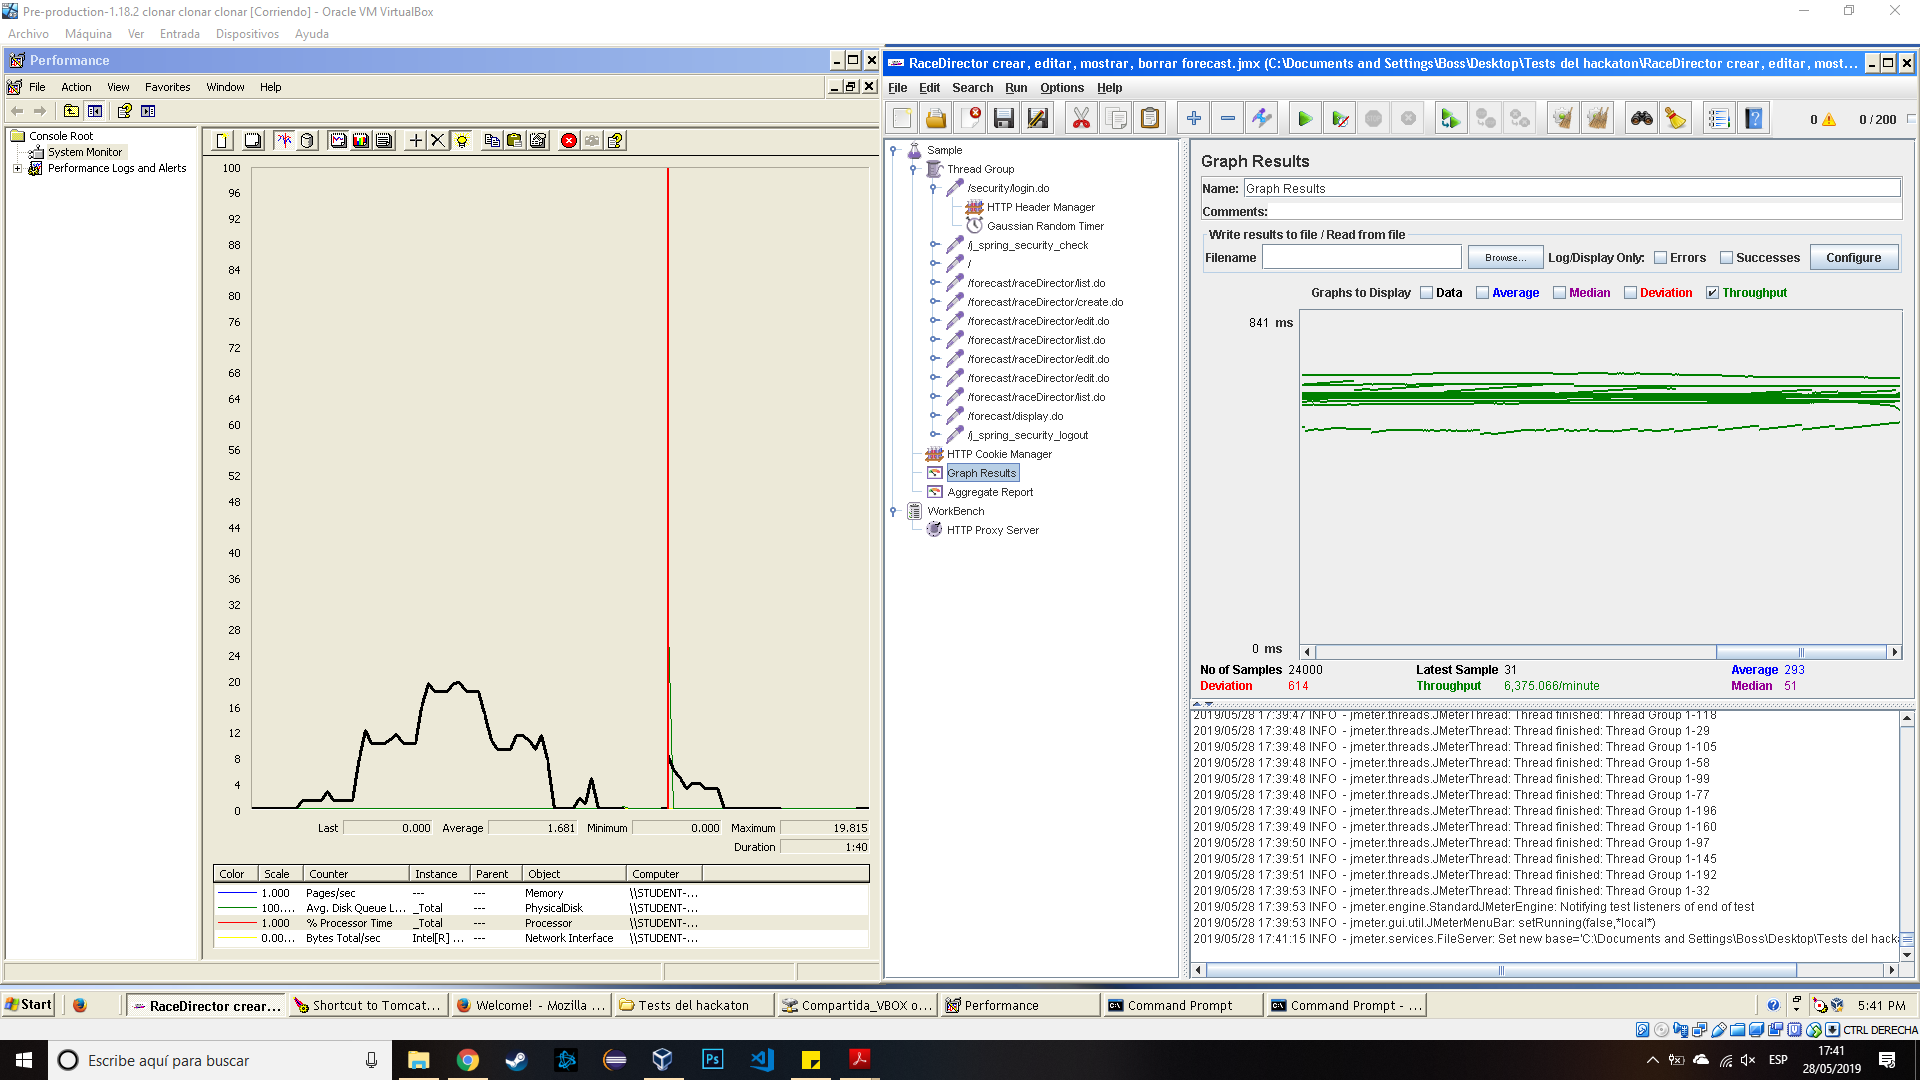 Pre-production-1.18.2 clonar clonar clonar [Corriendo] - Oracle VM VirtualBox
Archivo Máquina Ver Entrada Dispositivos Ayuda
Performance
File Action View Favorites Window Help
Console Root
System Monitor
Performance Logs and Alerts
100
96
92
88
84
80
76
72
68
64
60
56
52
48
44
40
36
32
28
24
20
16
12
8
4
0
Last 0.000 Average 1.681 Minimum 0.000 Maximum 19.815
Duration 1:40
Color Scale Counter Instance Parent Object Computer
1.000 Pages/sec --- --- Memory \\STUDENT-...
100.... Avg. Disk Queue L... _Total --- PhysicalDisk \\STUDENT-...
1.000 % Processor Time _Total --- Processor \\STUDENT-...
0.00... Bytes Total/sec Intel[R] ... --- Network Interface \\STUDENT-...
RaceDirector crear, editar, mostrar, borrar forecast.jmx (C:\Documents and Settings\Boss\Desktop\Tests del hackaton\RaceDirector crear, editar, most...
File Edit Search Run Options Help
0 0 / 200
Sample
Thread Group
/security/login.do
HTTP Header Manager
Gaussian Random Timer
/j_spring_security_check
/
/forecast/raceDirector/list.do
/forecast/raceDirector/create.do
/forecast/raceDirector/edit.do
/forecast/raceDirector/list.do
/forecast/raceDirector/edit.do
/forecast/raceDirector/edit.do
/forecast/raceDirector/list.do
/forecast/display.do
/j_spring_security_logout
HTTP Cookie Manager
Graph Results
Aggregate Report
WorkBench
HTTP Proxy Server
Graph Results
Name: Graph Results
Comments:
Write results to file / Read from file
Filename Browse... Log/Display Only: Errors Successes Configure
Graphs to Display Data Average Median Deviation Throughput
841 ms
0 ms
No of Samples 24000 Latest Sample 31 Average 293
Deviation 614 Throughput 6,375.066/minute Median 51
2019/05/28 17:39:47 INFO - jmeter.threads.JMeterThread: Thread finished: Thread Group 1-118
2019/05/28 17:39:48 INFO - jmeter.threads.JMeterThread: Thread finished: Thread Group 1-29
2019/05/28 17:39:48 INFO - jmeter.threads.JMeterThread: Thread finished: Thread Group 1-105
2019/05/28 17:39:48 INFO - jmeter.threads.JMeterThread: Thread finished: Thread Group 1-58
2019/05/28 17:39:48 INFO - jmeter.threads.JMeterThread: Thread finished: Thread Group 1-99
2019/05/28 17:39:48 INFO - jmeter.threads.JMeterThread: Thread finished: Thread Group 1-77
2019/05/28 17:39:49 INFO - jmeter.threads.JMeterThread: Thread finished: Thread Group 1-196
2019/05/28 17:39:49 INFO - jmeter.threads.JMeterThread: Thread finished: Thread Group 1-160
2019/05/28 17:39:50 INFO - jmeter.threads.JMeterThread: Thread finished: Thread Group 1-97
2019/05/28 17:39:51 INFO - jmeter.threads.JMeterThread: Thread finished: Thread Group 1-145
2019/05/28 17:39:51 INFO - jmeter.threads.JMeterThread: Thread finished: Thread Group 1-192
2019/05/28 17:39:53 INFO - jmeter.threads.JMeterThread: Thread finished: Thread Group 1-32
2019/05/28 17:39:53 INFO - jmeter.engine.StandardJMeterEngine: Notifying test listeners of end of test
2019/05/28 17:39:53 INFO - jmeter.gui.util.JMeterMenuBar: setRunning(false,*local*)
2019/05/28 17:41:15 INFO - jmeter.services.FileServer: Set new base='C:\Documents and Settings\Boss\Desktop\Tests del hacka
Start RaceDirector crear... Shortcut to Tomcat... Welcome! - Mozilla ... Tests del hackaton Compartida_VBOX o... Performance Command Prompt Command Prompt - ... 5:41 PM
CTRL DERECHA
Escribe aquí para buscar Ps ESP 17:41
28/05/2019